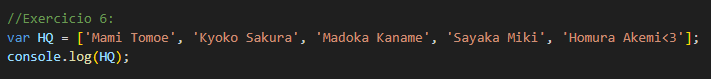 //Exercicio 6:
var HQ = ['Mami Tomoe', 'Kyoko Sakura', 'Madoka Kaname', 'Sayaka Miki', 'Homura Akemi<3'];
console.log(HQ);